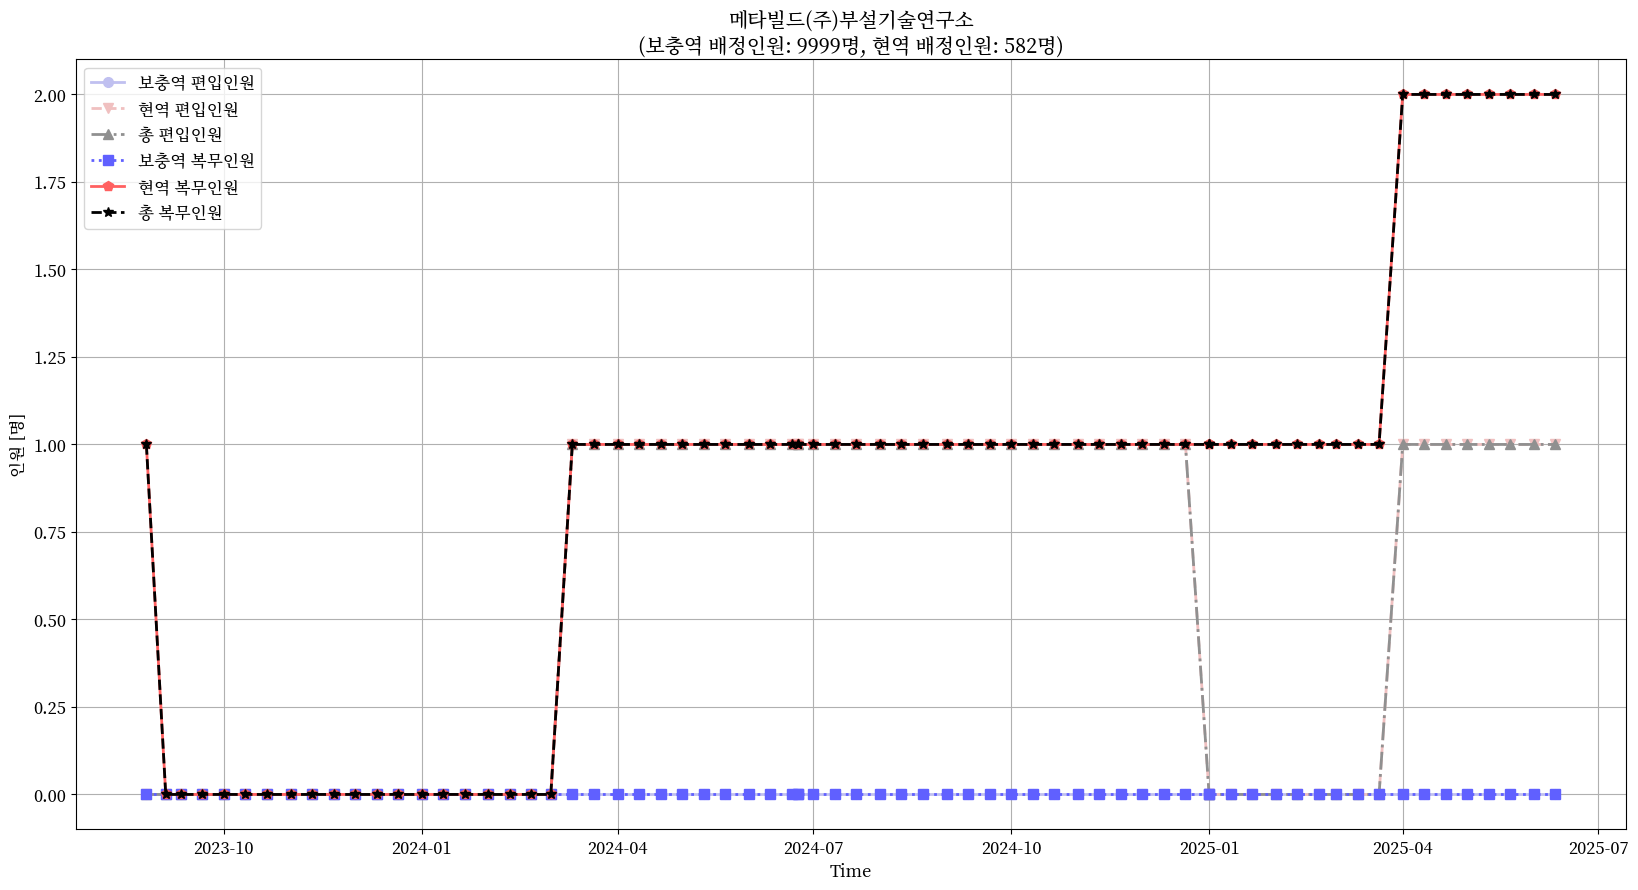 메타빌드(주)부설기술연구소
(보충역 배정인원: 9999명, 현역 배정인원: 582명)
보충역 편입인원
현역 편입인원
총 편입인원
보충역 복무인원
현역 복무인원
총 복무인원
2.00
1.75
1.50
1.25
1.00
0.75
0.50
0.25
0.00
인원 [명]
2023-10
2024-01
2024-04
2024-07
2024-10
2025-01
2025-04
2025-07
Time